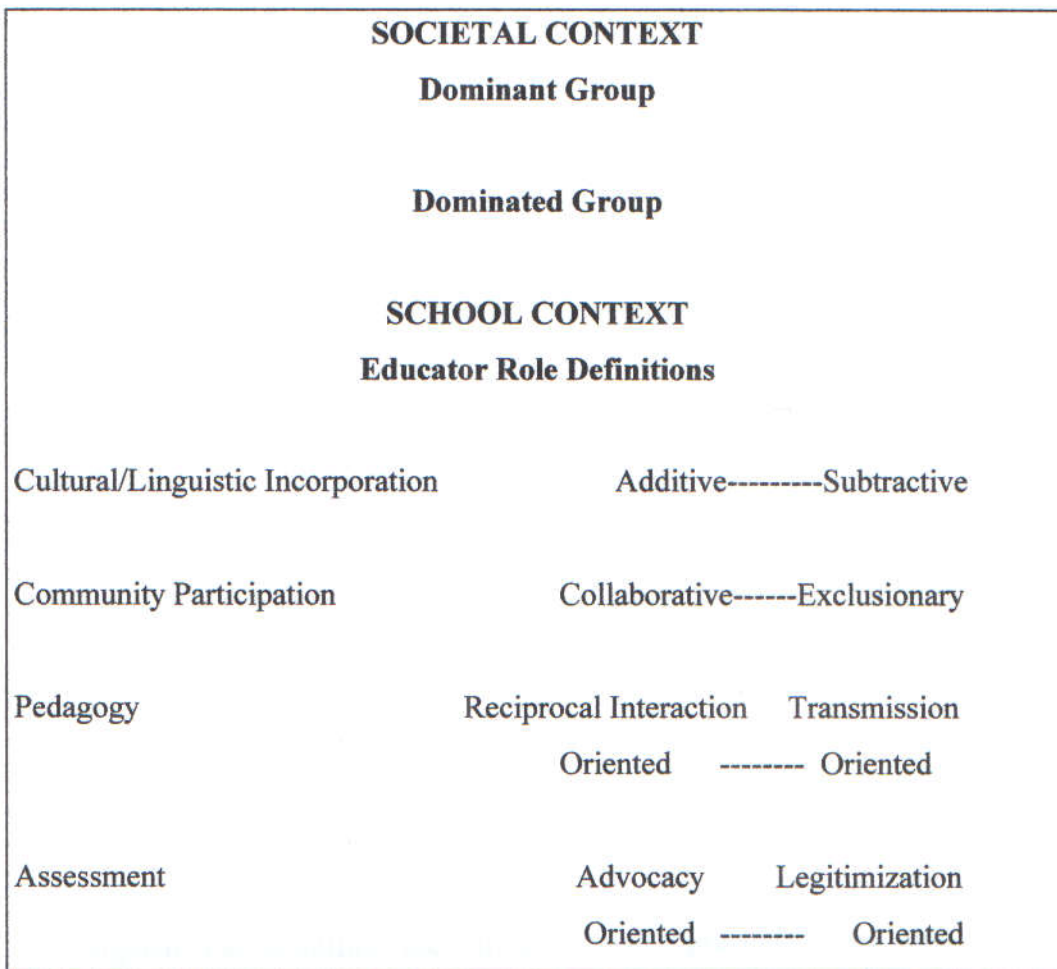 SOCIETAL CONTEXT
Dominant Group
Dominated Group
SCHOOL CONTEXT
Educator Role Definitions
Cultural/Linguistic Incorporation Additive---------Subtractive
Community Participation Collaborative------Exclusionary
Pedagogy Reciprocal Interaction Transmission
Oriented -------- Oriented
Assessment Advocacy Legitimization
Oriented -------- Oriented